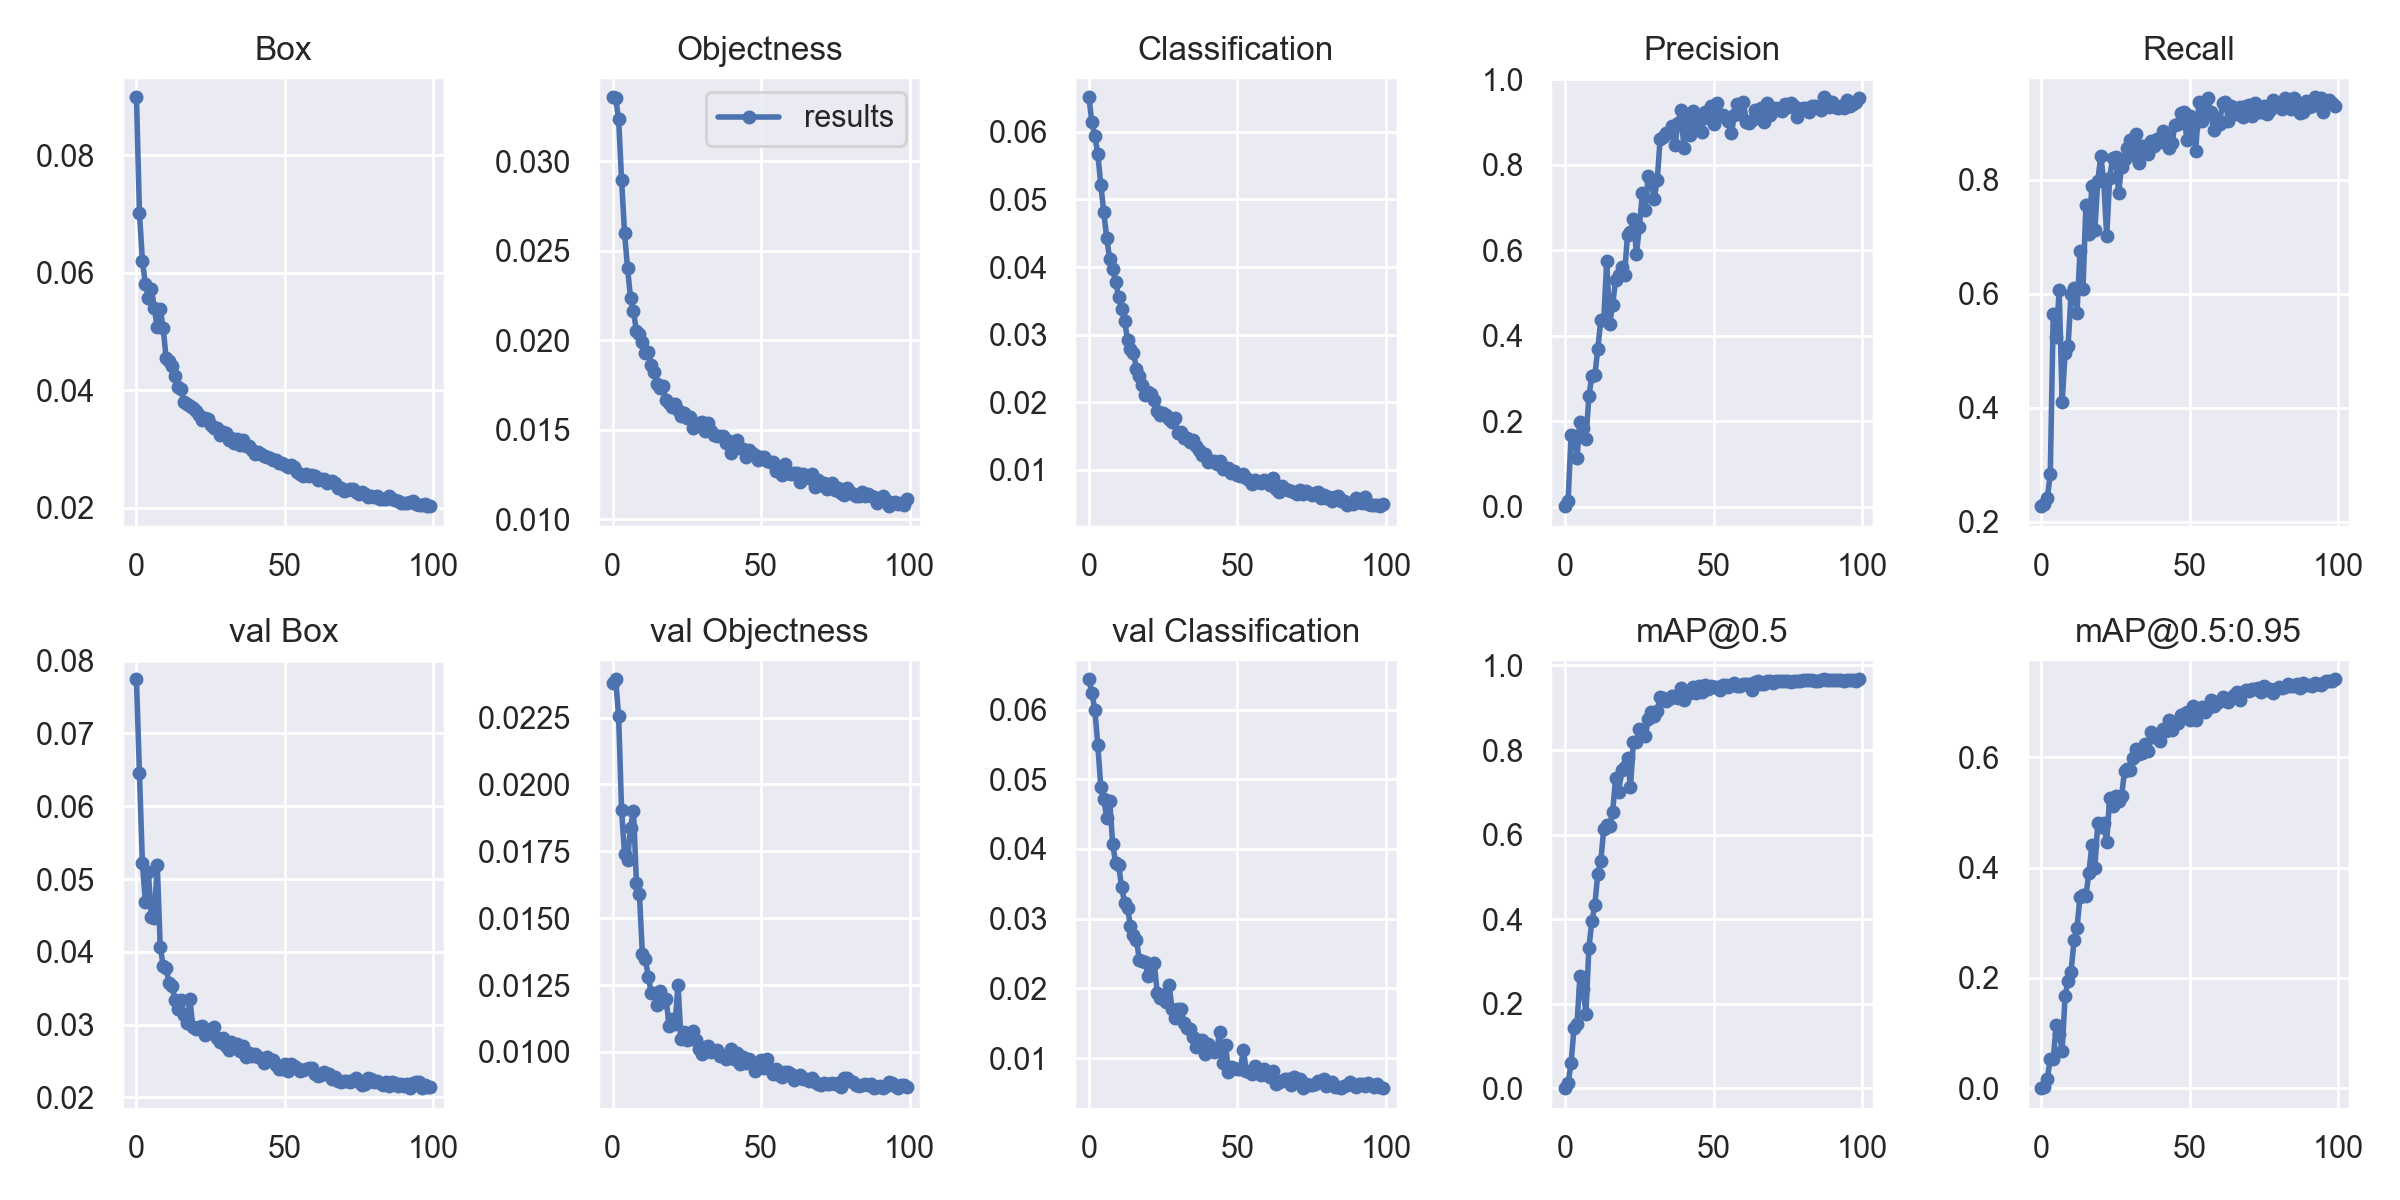 Box
Objectness
Classification
Precision
Recall
0.08
0.06
0.04
0.02
0 50 100
results
0.030
0.025
0.020
0.015
0.010
0 50 100
0.06
0.05
0.04
0.03
0.02
0.01
0 50 100
1.0
0.8
0.6
0.4
0.2
0.0
0 50 100
0.8
0.6
0.4
0.2
0 50 100
val Box
val Objectness
val Classification
mAP@0.5
mAP@0.5:0.95
0.08
0.07
0.06
0.05
0.04
0.03
0.02
0 50 100
0.0225
0.0200
0.0175
0.0150
0.0125
0.0100
0 50 100
0.06
0.05
0.04
0.03
0.02
0.01
0 50 100
1.0
0.8
0.6
0.4
0.2
0.0
0 50 100
0.6
0.4
0.2
0.0
0 50 100